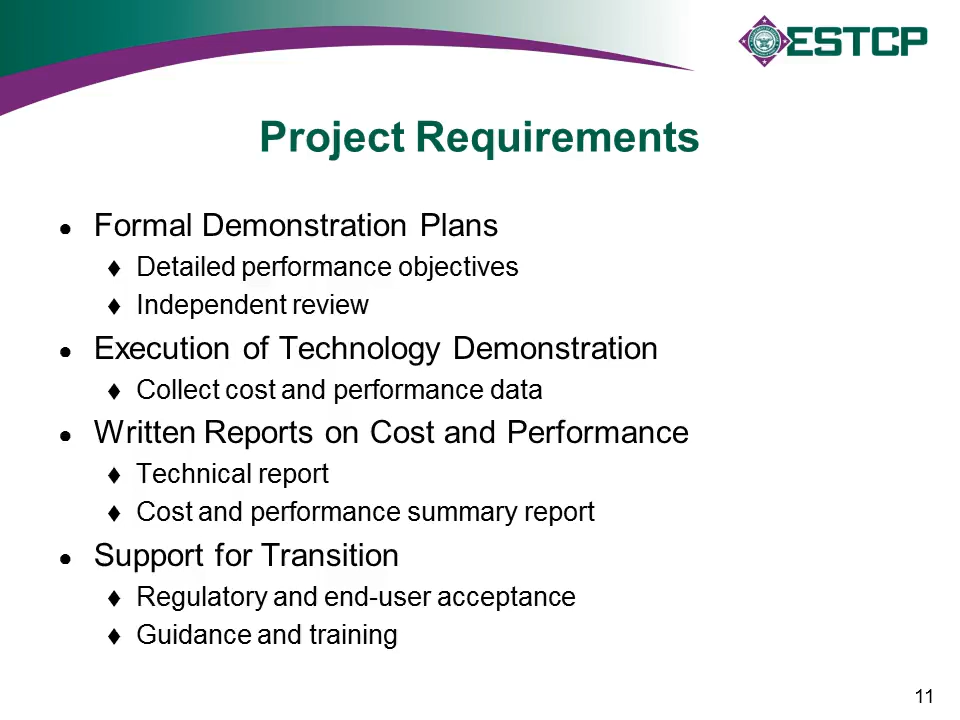 ESTCP
Project Requirements
● Formal Demonstration Plans
♦ Detailed performance objectives
♦ Independent review
● Execution of Technology Demonstration
♦ Collect cost and performance data
● Written Reports on Cost and Performance
♦ Technical report
♦ Cost and performance summary report
● Support for Transition
♦ Regulatory and end-user acceptance
♦ Guidance and training
11